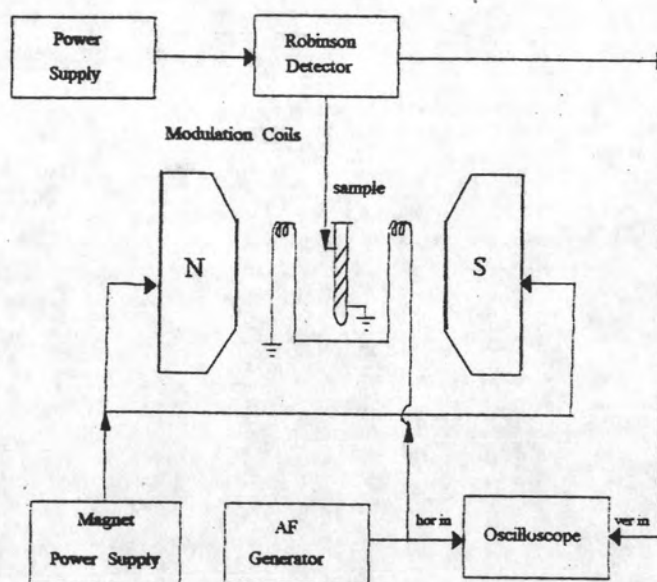 Power
Supply
Robinson
Detector
Modulation Coils
sample
N
S
Magnet
Power Supply
AF
Generator
hor in
Oscilloscope
ver in